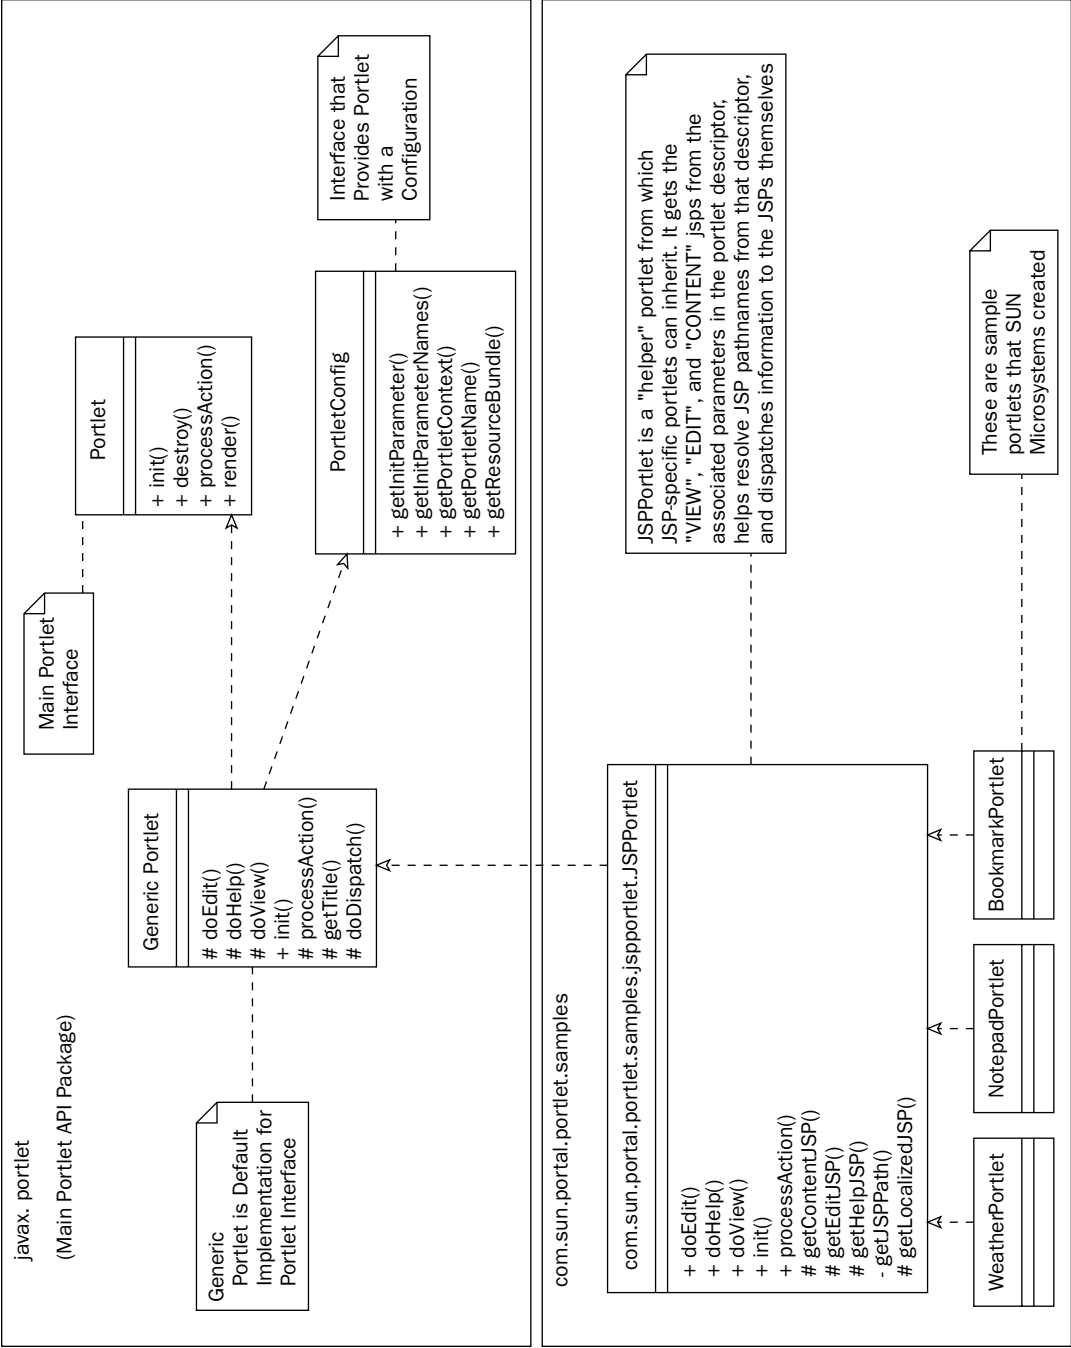 javax. portlet
(Main Portlet API Package)
Main Portlet
Interface
Portlet
+ init()
+ destroy()
+ processAction()
+ render()
Generic
Portlet is Default
Implementation for
Portlet Interface
Generic Portlet
# doEdit()
# doHelp()
# doView()
+ init()
# processAction()
# getTitle()
# doDispatch()
PortletConfig
+ getInitParameter()
+ getInitParameterNames()
+ getPortletContext()
+ getPortletName()
+ getResourceBundle()
Interface that
Provides Portlet
with a
Configuration
com.sun.portal.portlet.samples
com.sun.portal.portlet.samples.jspportlet.JSPPortlet
+ doEdit()
+ doHelp()
+ doView()
+ init()
+ processAction()
# getContentJSP()
# getEditJSP()
# getHelpJSP()
- getJSPPath()
# getLocalizedJSP()
JSPPortlet is a "helper" portlet from which
JSP-specific portlets can inherit. It gets the
"VIEW", "EDIT", and "CONTENT" jsps from the
associated parameters in the portlet descriptor,
helps resolve JSP pathnames from that descriptor,
and dispatches information to the JSPs themselves
WeatherPortlet
NotepadPortlet
BookmarkPortlet
These are sample
portlets that SUN
Microsystems created